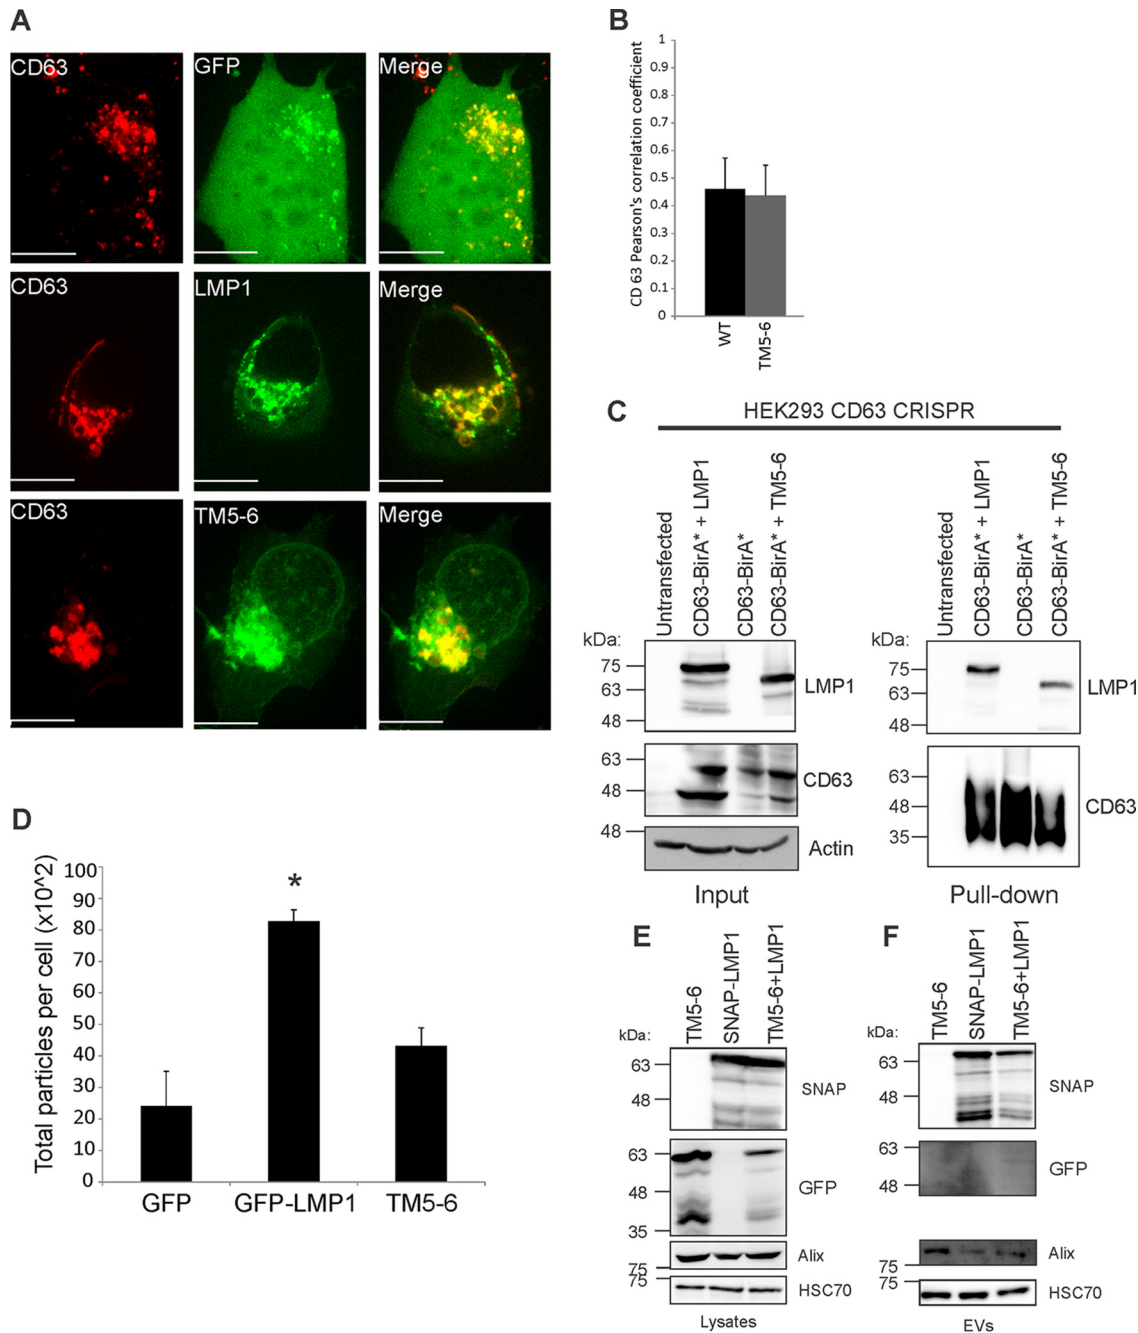 A
CD63
GFP
Merge
CD63
LMP1
Merge
CD63
TM5-6
Merge
B
CD 63 Pearson's correlation coefficient
1
0.9
0.8
0.7
0.6
0.5
0.4
0.3
0.2
0.1
0
WT
TM5-6
C
HEK293 CD63 CRISPR
Untransfected
CD63-BirA* + LMP1
CD63-BirA*
CD63-BirA* + TM5-6
kDa:
75
63
48
LMP1
63
48
CD63
48
Actin
Input
Untransfected
CD63-BirA* + LMP1
CD63-BirA*
CD63-BirA* + TM5-6
kDa:
75
63
48
LMP1
63
48
35
CD63
Pull-down
D
Total particles per cell (x10^2)
100
90
80
70
60
50
40
30
20
10
0
*
GFP
GFP-LMP1
TM5-6
E
TM5-6
SNAP-LMP1
TM5-6+LMP1
kDa:
63
48
SNAP
63
48
35
GFP
75
Alix
75
HSC70
Lysates
F
TM5-6
SNAP-LMP1
TM5-6+LMP1
kDa:
63
48
SNAP
63
48
GFP
75
Alix
75
HSC70
EVs